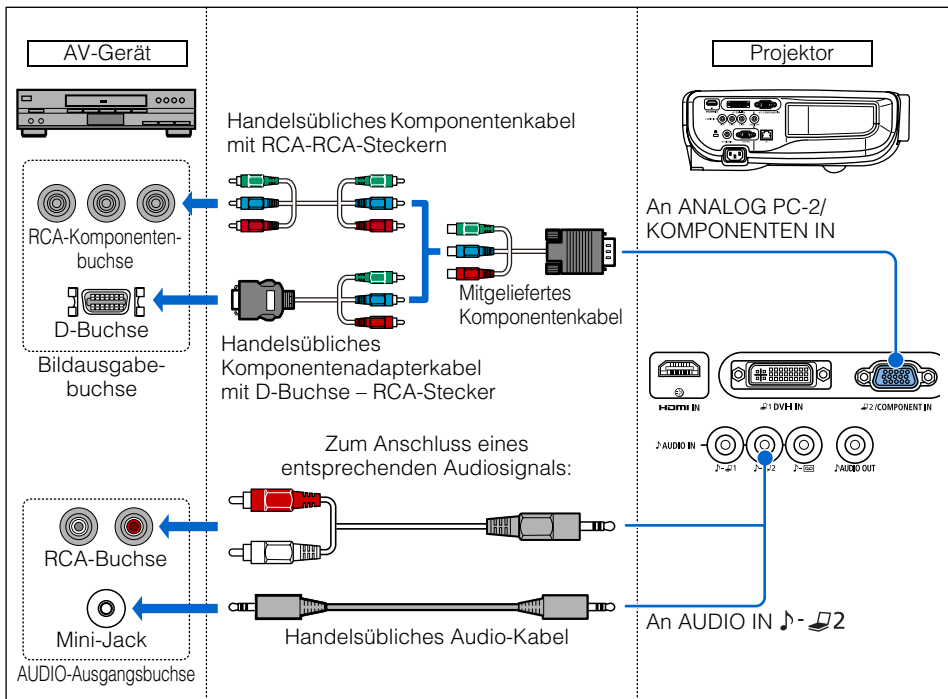 AV-Gerät
Projektor
Handelsübliches Komponentenkabel
mit RCA-RCA-Steckern
RCA-Komponenten-
buchse
D-Buchse
Bildausgabe-
buchse
Handelsübliches
Komponentenadapterkabel
mit D-Buchse – RCA-Stecker
Mitgeliefertes
Komponentenkabel
An ANALOG PC-2/
KOMPONENTEN IN
HDMI IN
1 DVI-I IN
2 /COMPONENT IN
♪ AUDIO IN
♪-1
♪-2
♪-
♪AUDIO OUT
Zum Anschluss eines
entsprechenden Audiosignals:
RCA-Buchse
Mini-Jack
AUDIO-Ausgangsbuchse
Handelsübliches Audio-Kabel
An AUDIO IN ♪-2